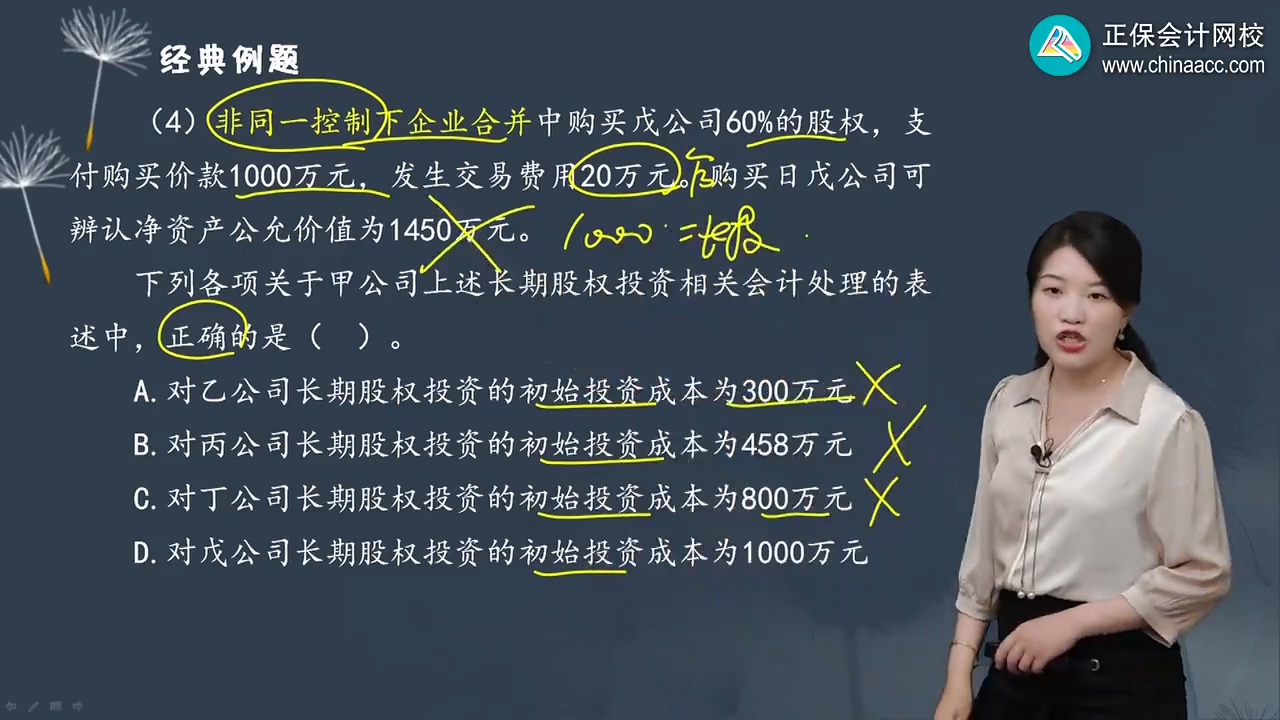 正保会计网校
www.chinaacc.com
经典例题
（4）非同一控制下企业合并中购买戊公司60%的股权，支
付购买价款1000万元，发生交易费用20万元。购买日戊公司可
辨认净资产公允价值为1450万元。
1000=长投
下列各项关于甲公司上述长期股权投资相关会计处理的表
述中，正确的是（ ）。
A. 对乙公司长期股权投资的初始投资成本为300万元
B. 对丙公司长期股权投资的初始投资成本为458万元
C. 对丁公司长期股权投资的初始投资成本为800万元
D. 对戊公司长期股权投资的初始投资成本为1000万元